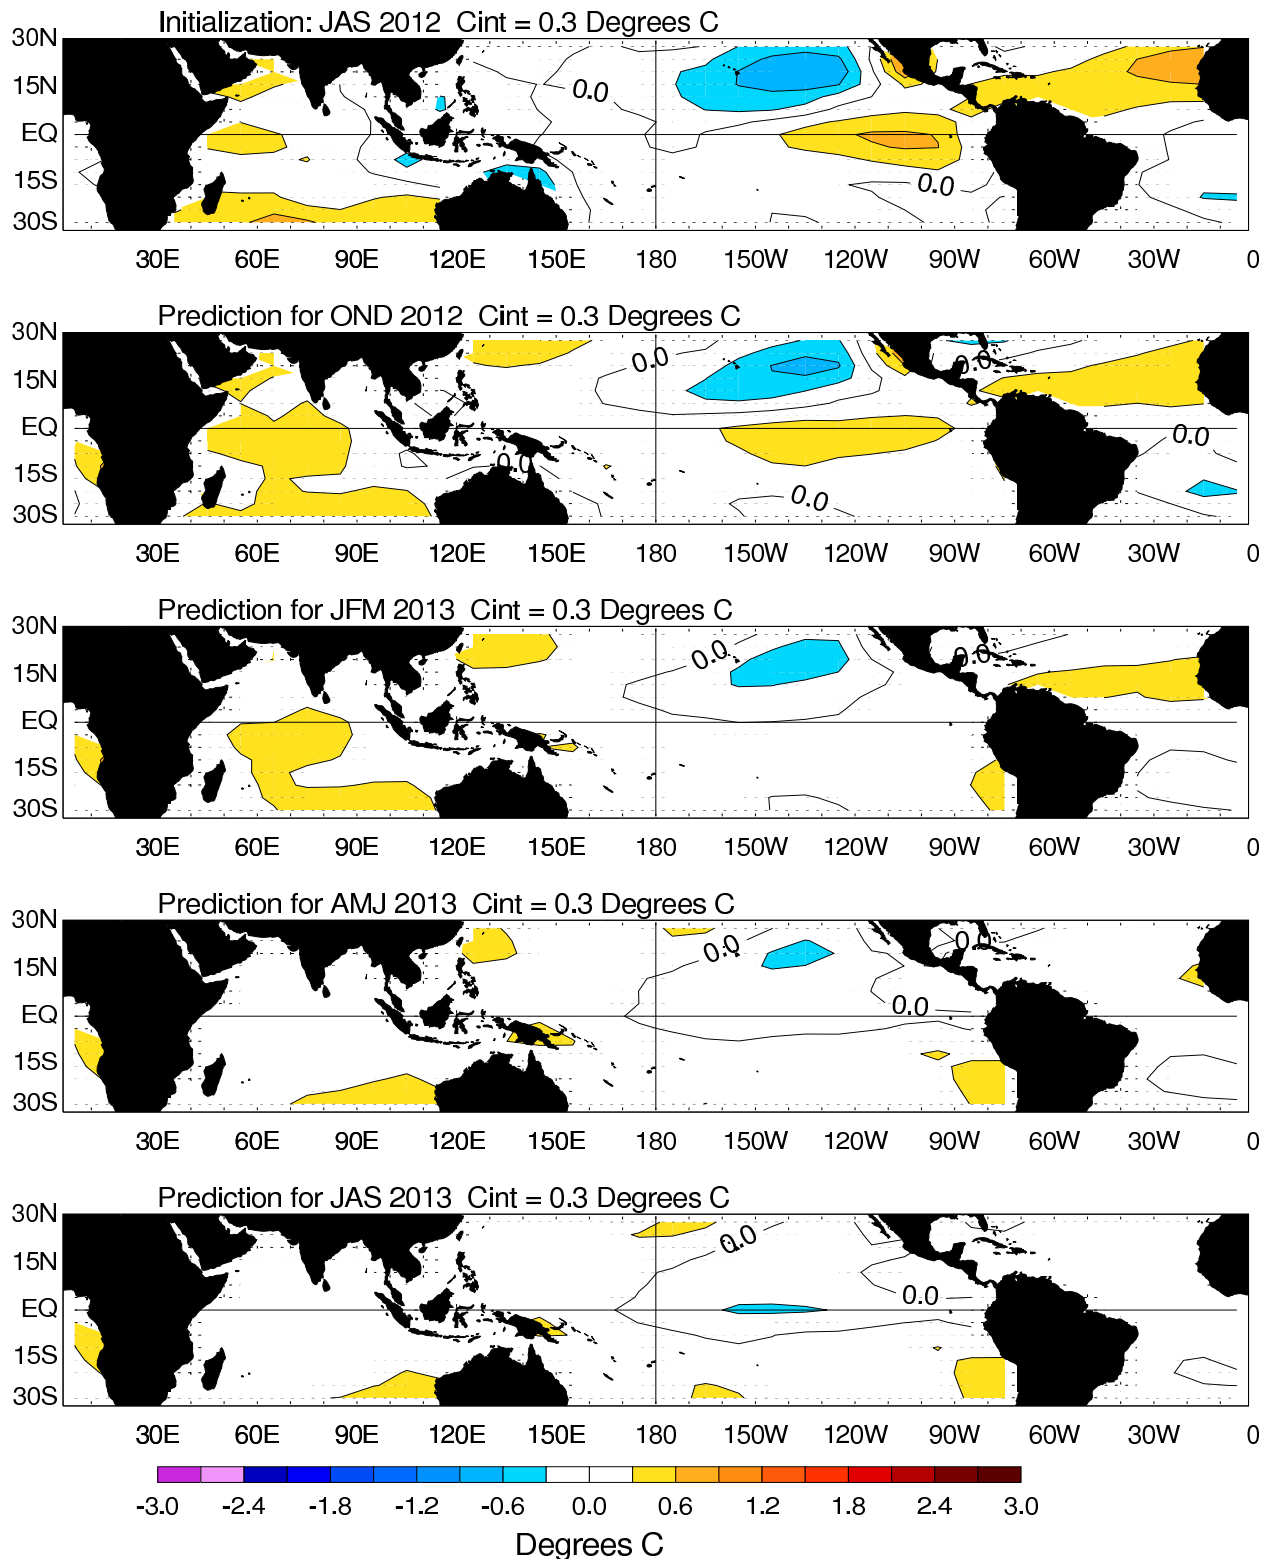 Initialization: JAS 2012  Cint = 0.3 Degrees C
30N
15N
EQ
15S
30S
0.0
0.0
30E 60E 90E 120E 150E 180 150W 120W 90W 60W 30W 0
Prediction for OND 2012  Cint = 0.3 Degrees C
30N
15N
EQ
15S
30S
0.0
0.0
0.0
0.0
0.0
30E 60E 90E 120E 150E 180 150W 120W 90W 60W 30W 0
Prediction for JFM 2013  Cint = 0.3 Degrees C
30N
15N
EQ
15S
30S
0.0
0.0
30E 60E 90E 120E 150E 180 150W 120W 90W 60W 30W 0
Prediction for AMJ 2013  Cint = 0.3 Degrees C
30N
15N
EQ
15S
30S
0.0
0.0
0.0
30E 60E 90E 120E 150E 180 150W 120W 90W 60W 30W 0
Prediction for JAS 2013  Cint = 0.3 Degrees C
30N
15N
EQ
15S
30S
0.0
0.0
30E 60E 90E 120E 150E 180 150W 120W 90W 60W 30W 0
-3.0 -2.4 -1.8 -1.2 -0.6 0.0 0.6 1.2 1.8 2.4 3.0
Degrees C